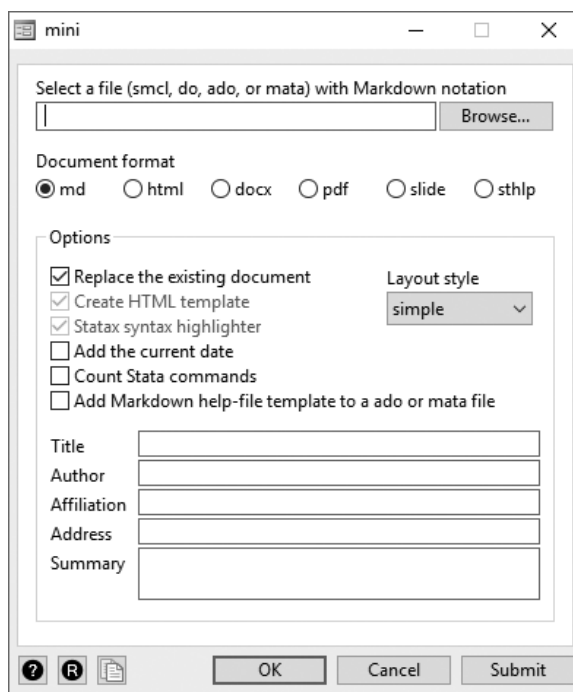 mini
Select a file (smcl, do, ado, or mata) with Markdown notation
Browse...
Document format
md html docx pdf slide sthlp
Options
Replace the existing document
Layout style
Create HTML template
simple
Statax syntax highlighter
Add the current date
Count Stata commands
Add Markdown help-file template to a ado or mata file
Title
Author
Affiliation
Address
Summary
? R OK Cancel Submit